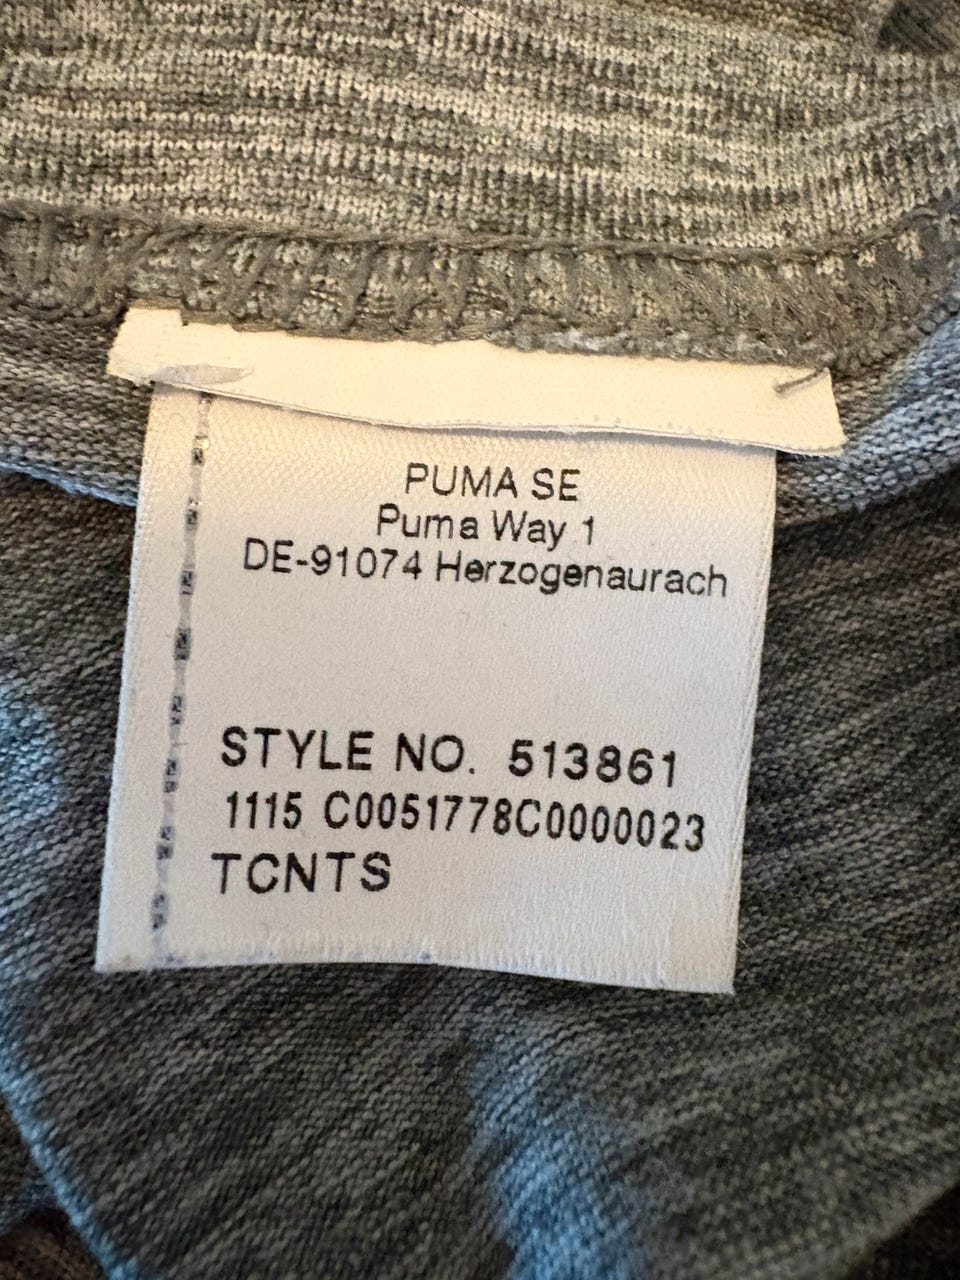 PUMA SE
Puma Way 1
DE-91074 Herzogenaurach
STYLE NO. 513861
1115 C0051778C0000023
TCNTS